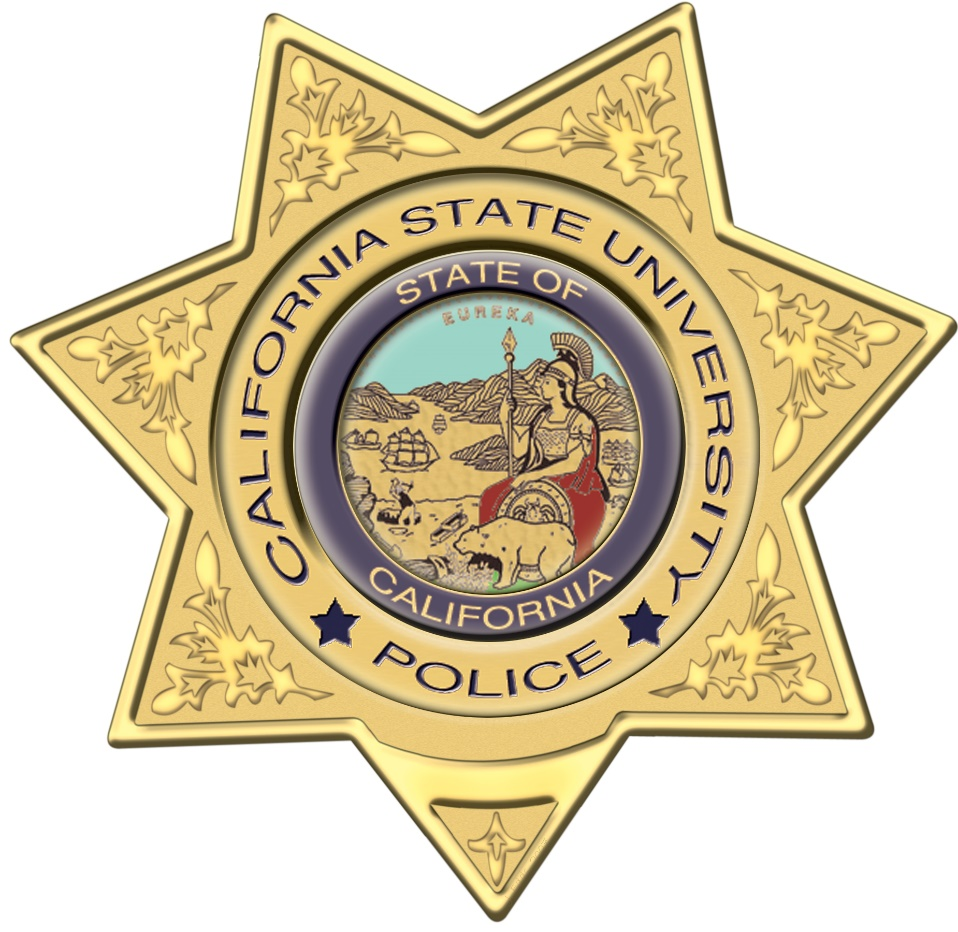 CALIFORNIA STATE UNIVERSITY
STATE OF
EUREKA
CALIFORNIA
POLICE